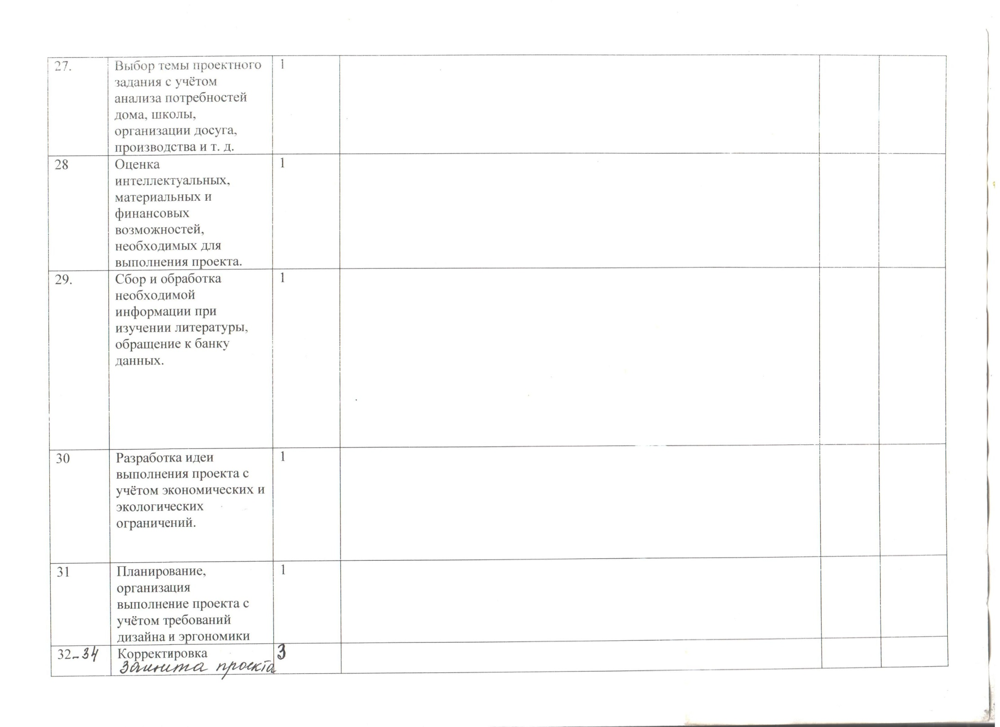 27. Выбор темы проектного 1
задания с учётом
анализа потребностей
дома, школы,
организации досуга,
производства и т. д.
28 Оценка 1
интеллектуальных,
материальных и
финансовых
возможностей,
необходимых для
выполнения проекта.
29. Сбор и обработка 1
необходимой
информации при
изучении литературы,
обращение к банку
данных.
30 Разработка идеи 1
выполнения проекта с
учётом экономических и
экологических
ограничений.
31 Планирование, 1
организация
выполнение проекта с
учётом требований
дизайна и эргономики
32-34 Корректировка 3
Защита проекта